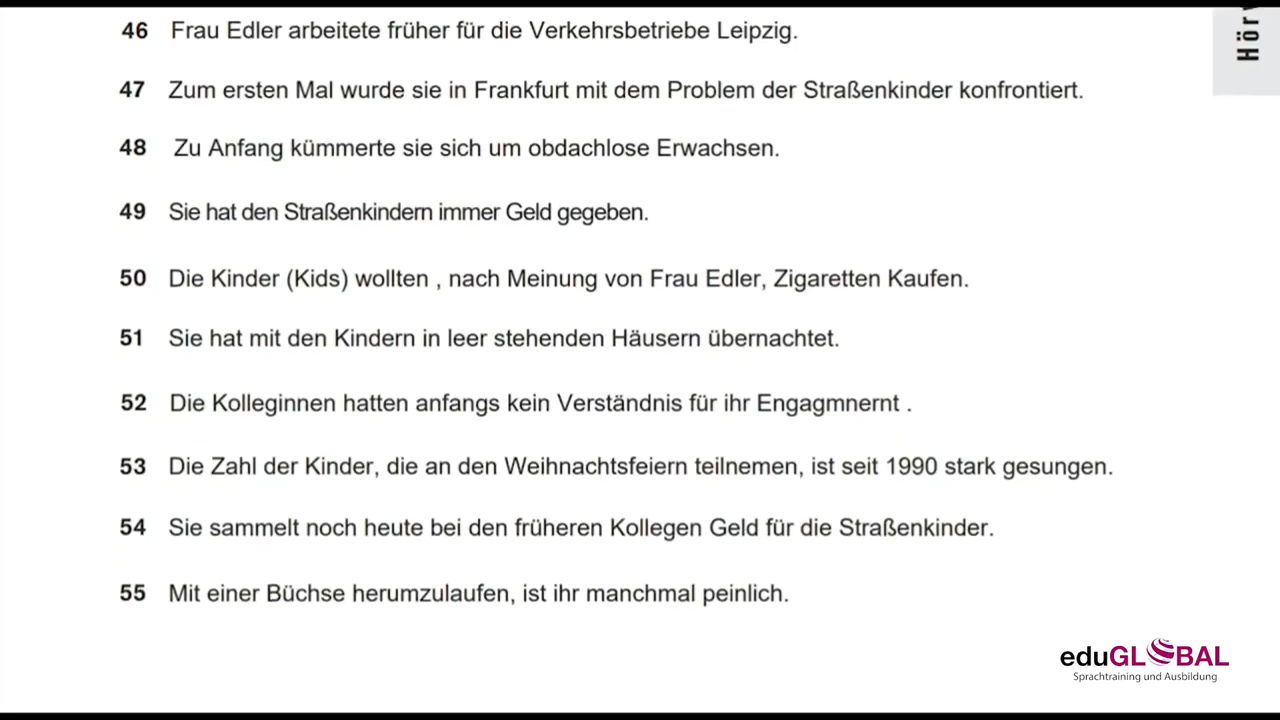 Hör
46 Frau Edler arbeitete früher für die Verkehrsbetriebe Leipzig.
47 Zum ersten Mal wurde sie in Frankfurt mit dem Problem der Straßenkinder konfrontiert.
48 Zu Anfang kümmerte sie sich um obdachlose Erwachsen.
49 Sie hat den Straßenkindern immer Geld gegeben.
50 Die Kinder (Kids) wollten , nach Meinung von Frau Edler, Zigaretten Kaufen.
51 Sie hat mit den Kindern in leer stehenden Häusern übernachtet.
52 Die Kolleginnen hatten anfangs kein Verständnis für ihr Engagmnernt .
53 Die Zahl der Kinder, die an den Weihnachtsfeiern teilnemen, ist seit 1990 stark gesungen.
54 Sie sammelt noch heute bei den früheren Kollegen Geld für die Straßenkinder.
55 Mit einer Büchse herumzulaufen, ist ihr manchmal peinlich.
eduGLOBAL
Sprachtraining und Ausbildung